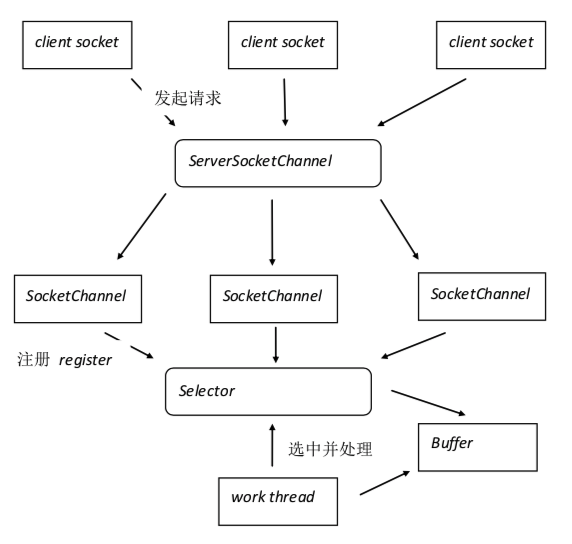 client socket
client socket
client socket
发起请求
ServerSocketChannel
SocketChannel
SocketChannel
SocketChannel
注册 register
Selector
选中并处理
Buffer
work thread